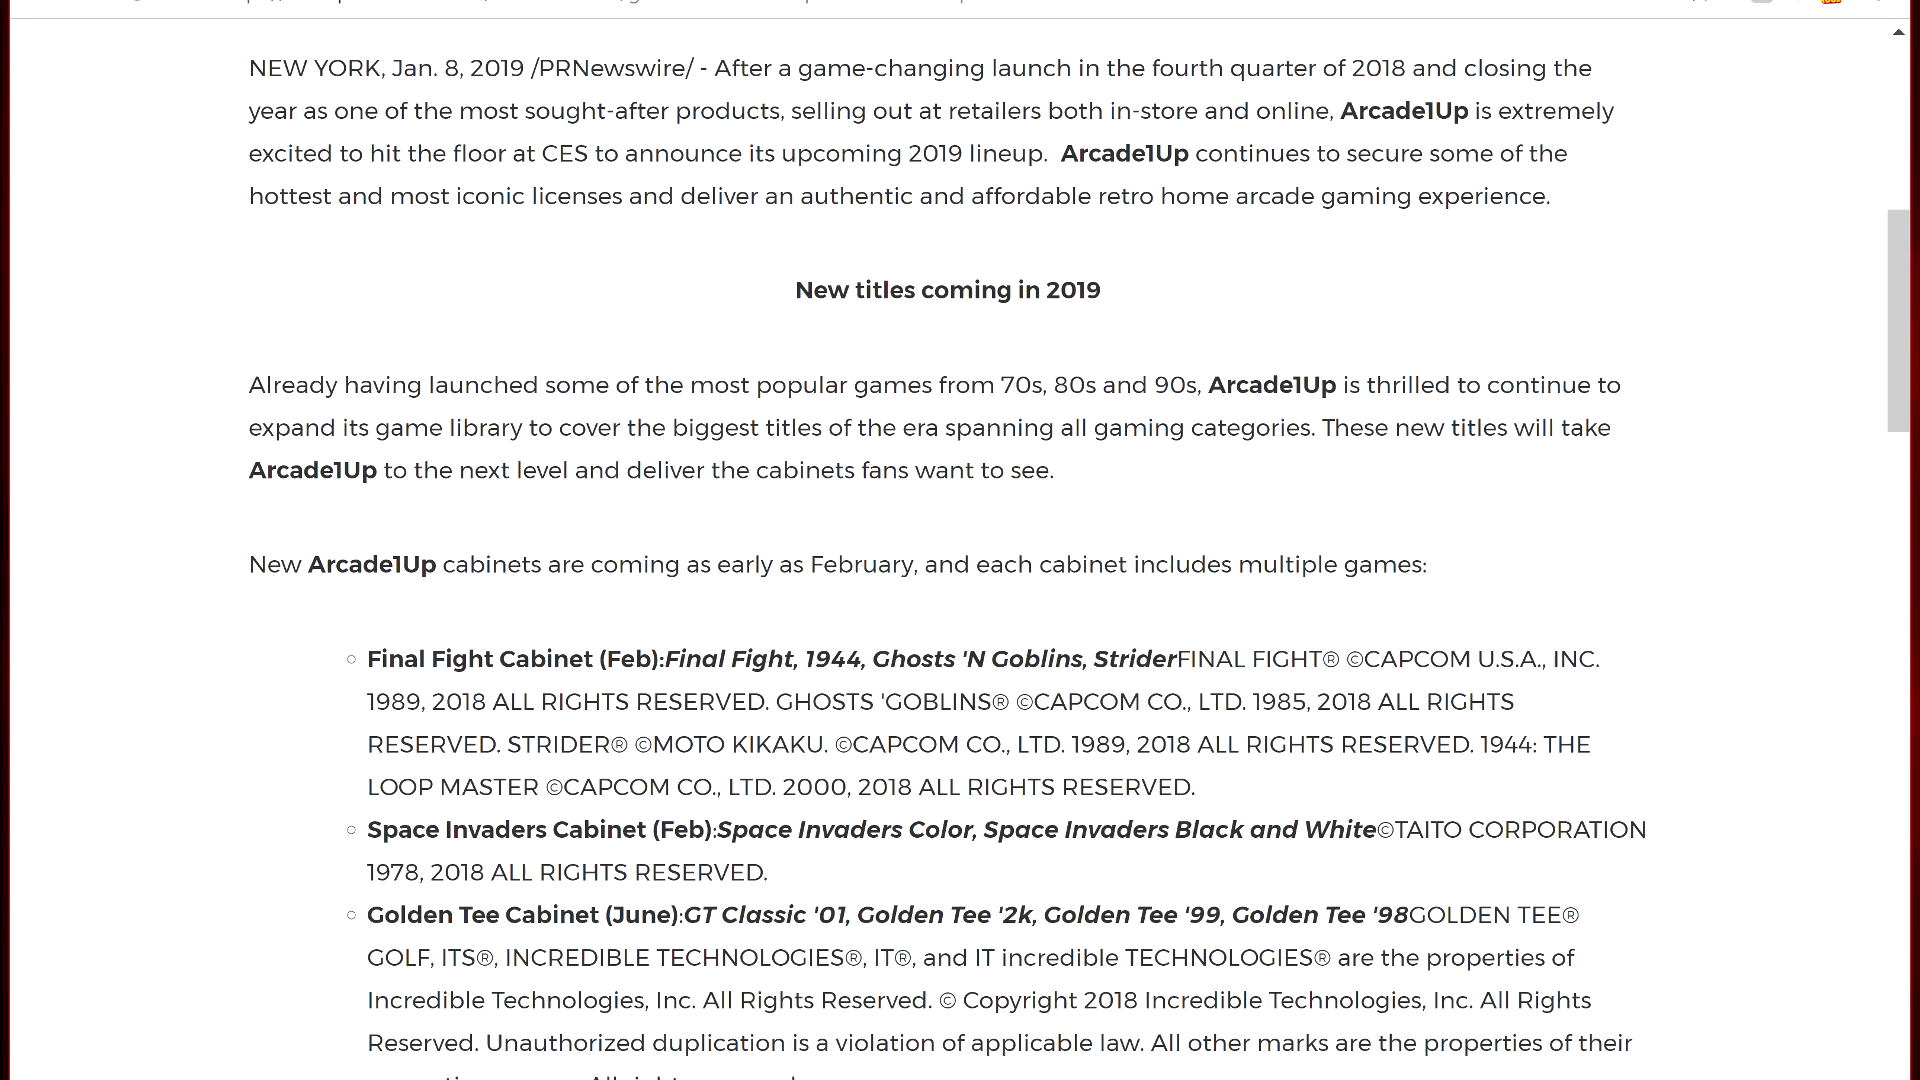 NEW YORK, Jan. 8, 2019 /PRNewswire/ - After a game-changing launch in the fourth quarter of 2018 and closing the
year as one of the most sought-after products, selling out at retailers both in-store and online, Arcade1Up is extremely
excited to hit the floor at CES to announce its upcoming 2019 lineup.  Arcade1Up continues to secure some of the
hottest and most iconic licenses and deliver an authentic and affordable retro home arcade gaming experience.
New titles coming in 2019
Already having launched some of the most popular games from 70s, 80s and 90s, Arcade1Up is thrilled to continue to
expand its game library to cover the biggest titles of the era spanning all gaming categories. These new titles will take
Arcade1Up to the next level and deliver the cabinets fans want to see.
New Arcade1Up cabinets are coming as early as February, and each cabinet includes multiple games:
Final Fight Cabinet (Feb):Final Fight, 1944, Ghosts 'N Goblins, StriderFINAL FIGHT® ©CAPCOM U.S.A., INC.
1989, 2018 ALL RIGHTS RESERVED. GHOSTS 'GOBLINS® ©CAPCOM CO., LTD. 1985, 2018 ALL RIGHTS
RESERVED. STRIDER® ©MOTO KIKAKU. ©CAPCOM CO., LTD. 1989, 2018 ALL RIGHTS RESERVED. 1944: THE
LOOP MASTER ©CAPCOM CO., LTD. 2000, 2018 ALL RIGHTS RESERVED.
Space Invaders Cabinet (Feb):Space Invaders Color, Space Invaders Black and White©TAITO CORPORATION
1978, 2018 ALL RIGHTS RESERVED.
Golden Tee Cabinet (June):GT Classic '01, Golden Tee '2k, Golden Tee '99, Golden Tee '98GOLDEN TEE®
GOLF, ITS®, INCREDIBLE TECHNOLOGIES®, IT®, and IT incredible TECHNOLOGIES® are the properties of
Incredible Technologies, Inc. All Rights Reserved. © Copyright 2018 Incredible Technologies, Inc. All Rights
Reserved. Unauthorized duplication is a violation of applicable law. All other marks are the properties of their